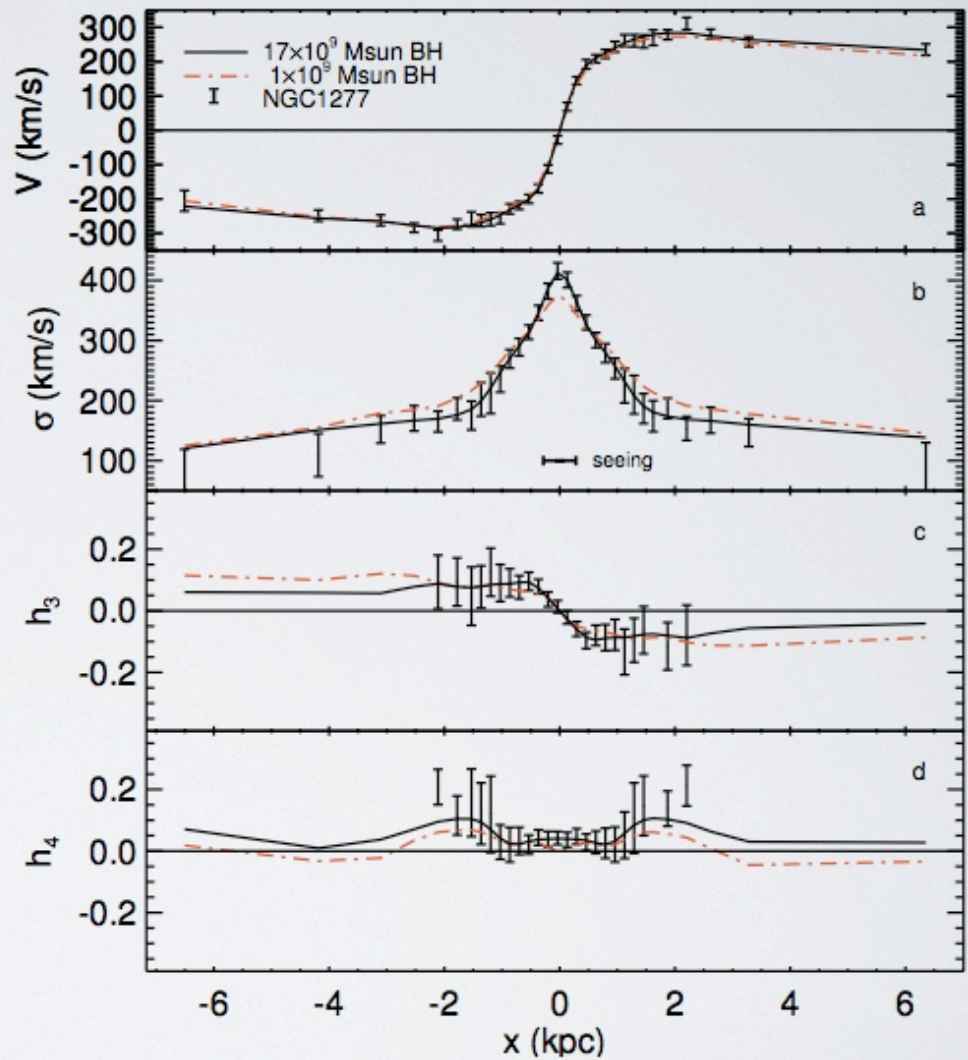 300
200
100
0
-100
-200
-300
V (km/s)
17×10⁹ Msun BH
1×10⁹ Msun BH
NGC1277
a
400
300
200
100
σ (km/s)
b
seeing
0.2
0.0
-0.2
h₃
c
0.2
0.0
-0.2
h₄
d
-6 -4 -2 0 2 4 6
x (kpc)